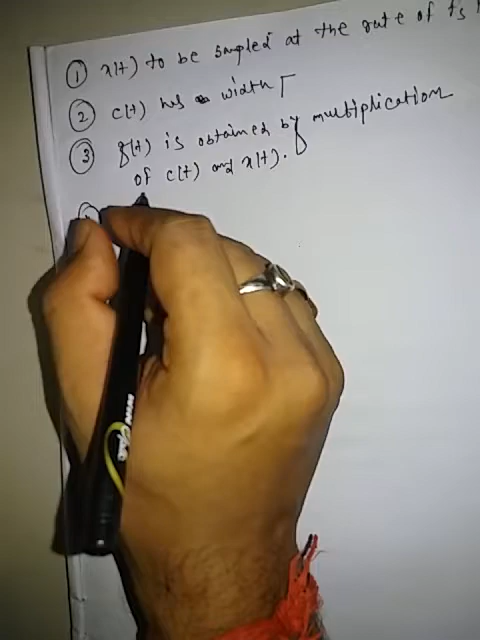 ① x(t) to be sampled at the rate of fs
② c(t) has width τ
③ g(t) is obtained by multiplication
of c(t) and x(t).